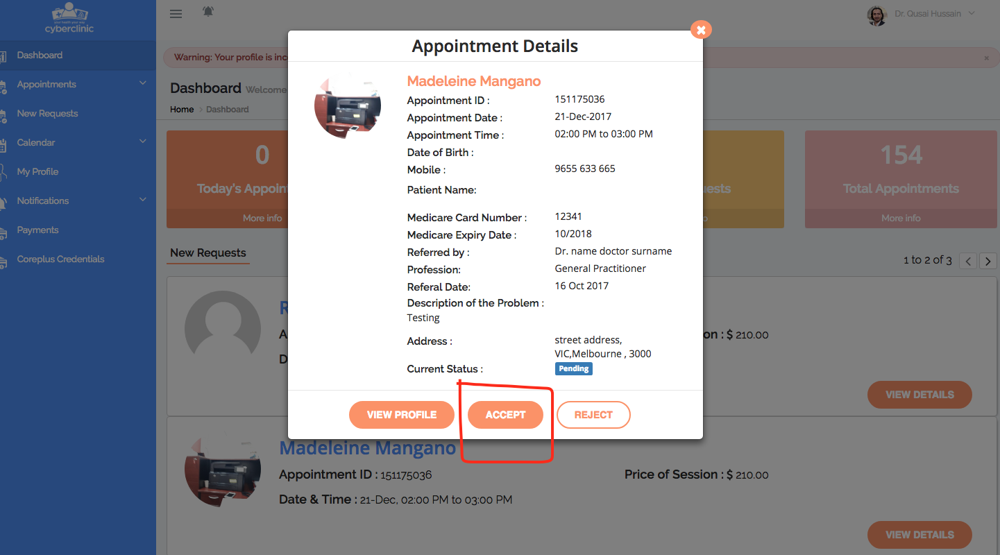 your health your way
cyberclinic
Dashboard
Appointments
New Requests
Calendar
My Profile
Notifications
Payments
Coreplus Credentials
Dr. Qusai Hussain
Warning: Your profile is inc
×
Dashboard Welcome
Home > Dashboard
0
Today's Appoin
More info
154
Total Appointments
More info
New Requests
1 to 2 of 3
$ 210.00
VIEW DETAILS
Appointment Details
Madeleine Mangano
Appointment ID : 151175036
Appointment Date : 21-Dec-2017
Appointment Time : 02:00 PM to 03:00 PM
Date of Birth :
Mobile : 9655 633 665
Patient Name:
Medicare Card Number : 12341
Medicare Expiry Date : 10/2018
Referred by : Dr. name doctor surname
Profession: General Practitioner
Referal Date: 16 Oct 2017
Description of the Problem :
Testing
Address : street address,
VIC,Melbourne , 3000
Current Status : Pending
VIEW PROFILE ACCEPT REJECT
Madeleine Mangano
Appointment ID : 151175036 Price of Session : $ 210.00
Date & Time : 21-Dec, 02:00 PM to 03:00 PM
VIEW DETAILS